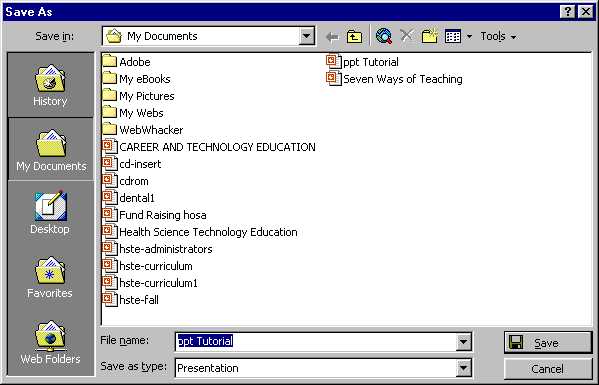 Save As
Save in: My Documents Tools
History
My Documents
Desktop
Favorites
Web Folders
Adobe
My eBooks
My Pictures
My Webs
WebWhacker
CAREER AND TECHNOLOGY EDUCATION
cd-insert
cdrom
dental1
Fund Raising hosa
Health Science Technology Education
hste-administrators
hste-curriculum
hste-curriculum1
hste-fall
ppt Tutorial
Seven Ways of Teaching
File name: ppt Tutorial Save
Save as type: Presentation Cancel